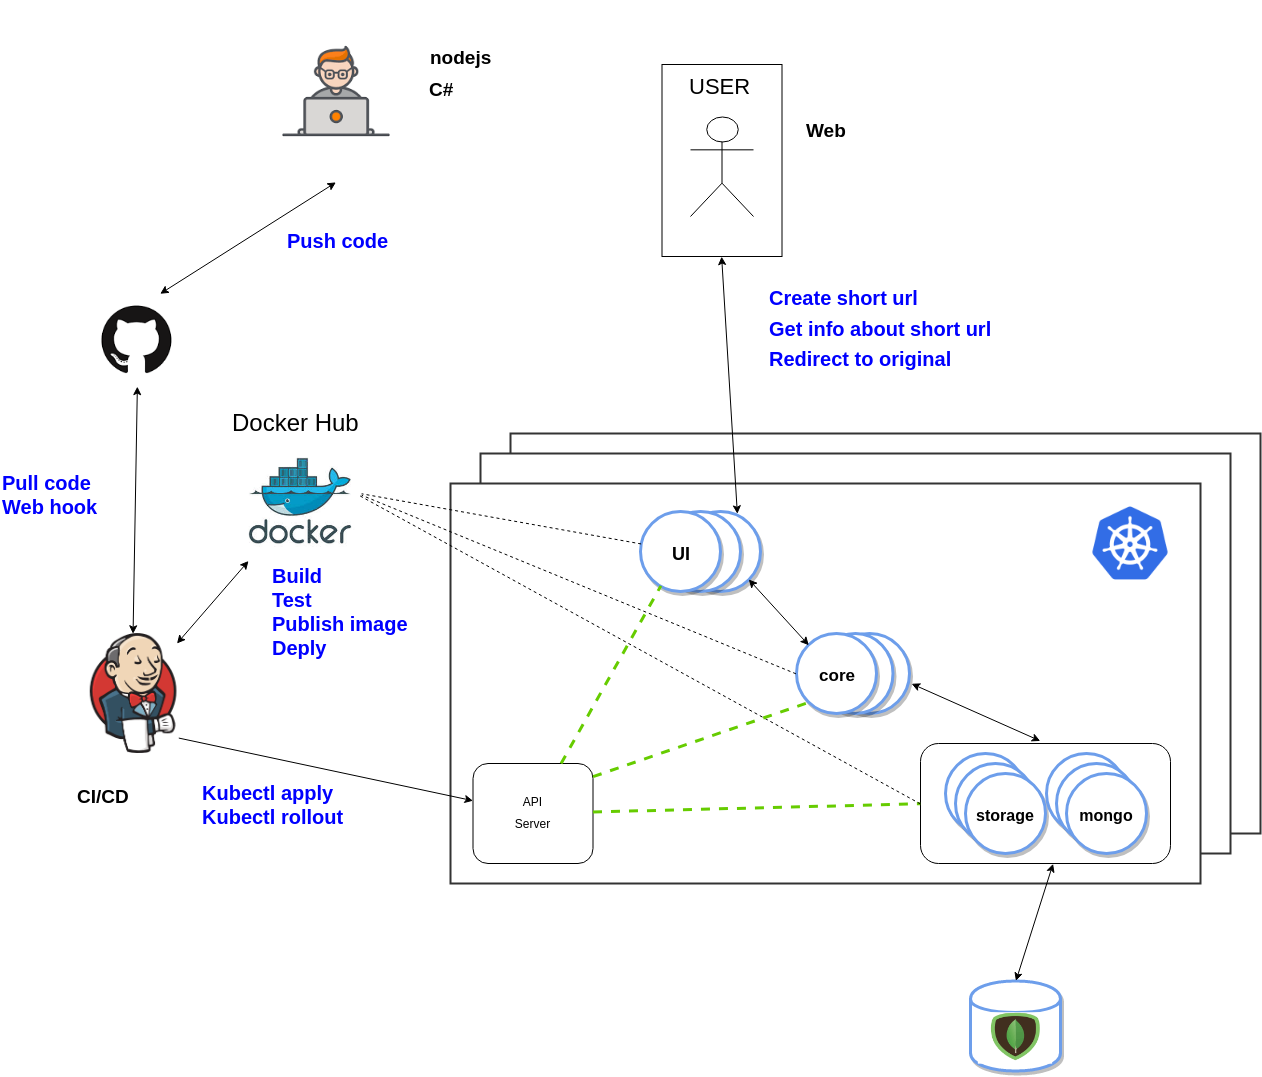 nodejs
C#
USER
Web
Push code
Create short url
Get info about short url
Redirect to original
Docker Hub
docker
Pull code
Web hook
Build
Test
Publish image
Deply
UI
core
CI/CD
Kubectl apply
Kubectl rollout
API
Server
storage
mongo